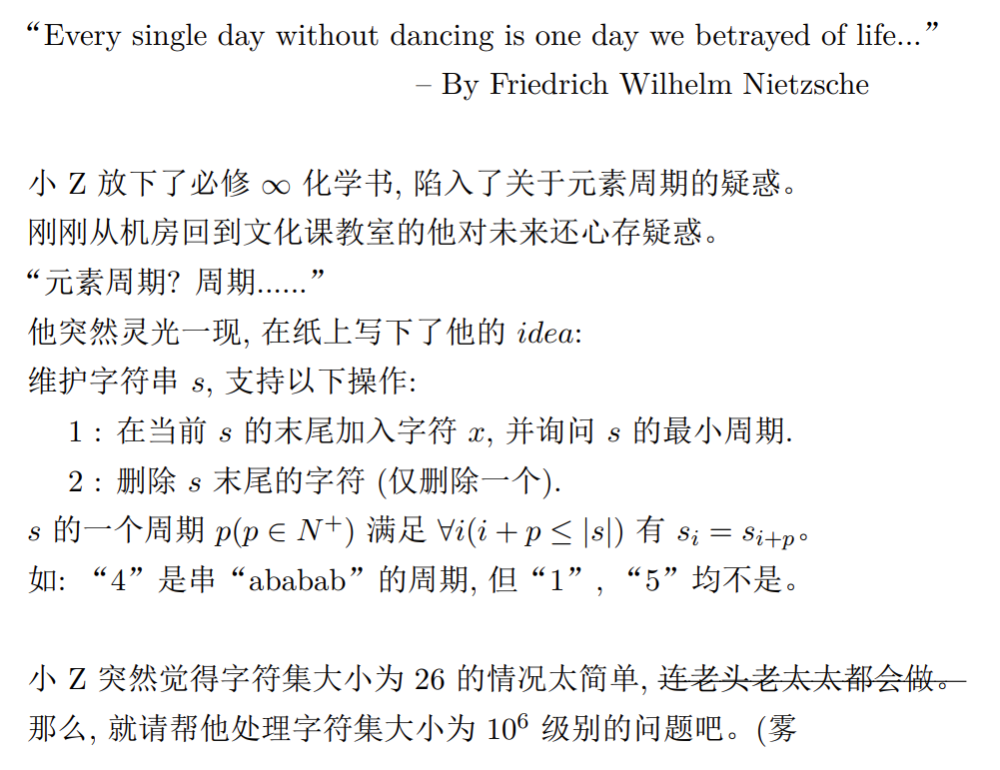 “Every single day without dancing is one day we betrayed of life...”
– By Friedrich Wilhelm Nietzsche
小 Z 放下了必修 ∞ 化学书, 陷入了关于元素周期的疑惑。
刚刚从机房回到文化课教室的他对未来还心存疑惑。
“元素周期? 周期......”
他突然灵光一现, 在纸上写下了他的 idea:
维护字符串 s, 支持以下操作:
1 : 在当前 s 的末尾加入字符 x, 并询问 s 的最小周期.
2 : 删除 s 末尾的字符 (仅删除一个).
s 的一个周期 p(p ∈ N⁺) 满足 ∀i(i + p ≤ |s|) 有 sᵢ = sᵢ₊ₚ。
如: “4” 是串 “ababab” 的周期, 但 “1” , “5” 均不是。
小 Z 突然觉得字符集大小为 26 的情况太简单, 连老头老太太都会做。
那么, 就请帮他处理字符集大小为 10⁶ 级别的问题吧。(雾